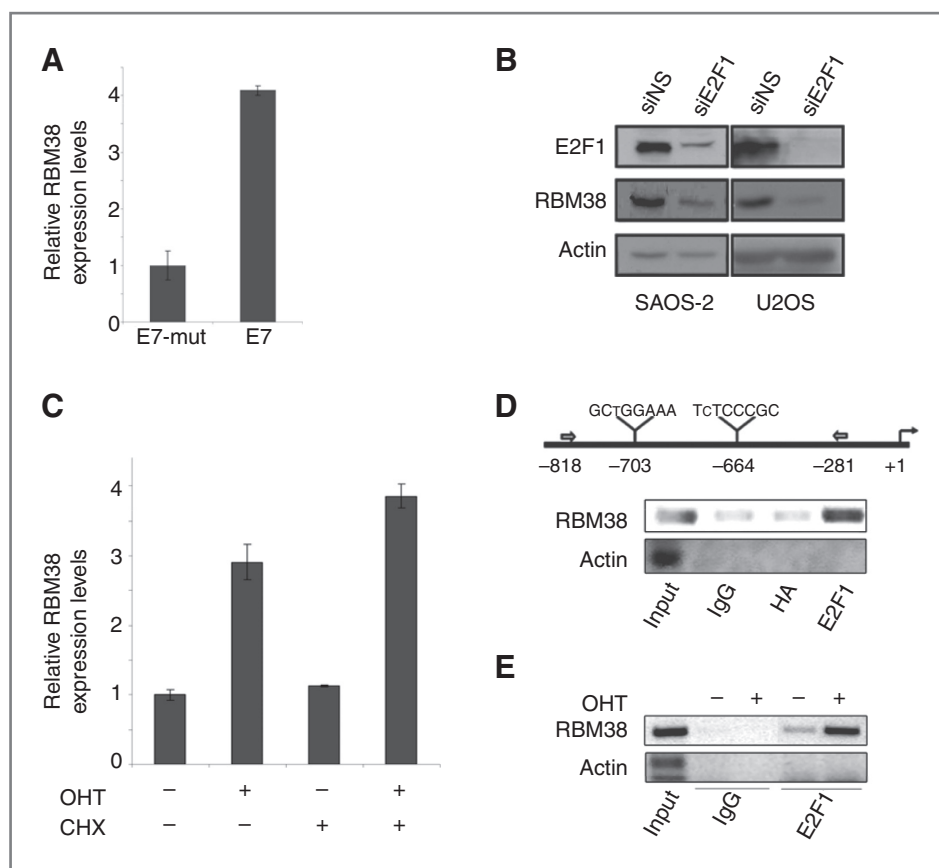 A
Relative RBM38
expression levels
4
3
2
1
0
E7-mut E7
B
siNS siE2F1 siNS siE2F1
E2F1
RBM38
Actin
SAOS-2 U2OS
C
Relative RBM38
expression levels
4
3
2
1
0
OHT – + – +
CHX – – + +
D
GCTGGAAA TCTCCCGC
–818 –703 –664 –281 +1
RBM38
Actin
Input IgG HA E2F1
E
OHT – + – +
RBM38
Actin
Input IgG E2F1